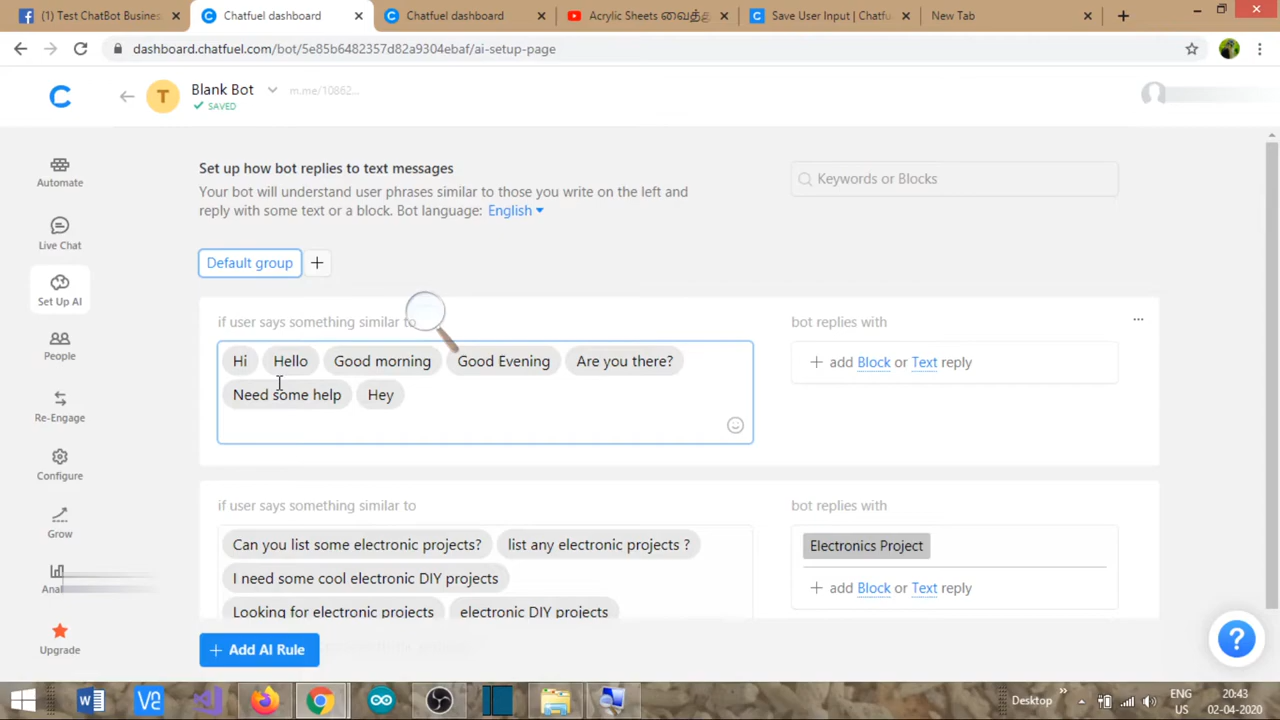 (1) Test ChatBot Busines
Chatfuel dashboard
Chatfuel dashboard
Acrylic Sheets வைத்த
Save User Input | Chatfu
New Tab
dashboard.chatfuel.com/bot/5e85b6482357d82a9304ebaf/ai-setup-page
T
Blank Bot
m.me/10862...
SAVED
Automate
Live Chat
Set Up AI
People
Re-Engage
Configure
Grow
Upgrade
Set up how bot replies to text messages
Your bot will understand user phrases similar to those you write on the left and
reply with some text or a block. Bot language: English
Keywords or Blocks
Default group
if user says something similar to
bot replies with
Hi Hello Good morning Good Evening Are you there?
Need some help Hey
+ add Block or Text reply
if user says something similar to
bot replies with
Can you list some electronic projects? list any electronic projects ?
I need some cool electronic DIY projects
Looking for electronic projects electronic DIY projects
Electronics Project
+ add Block or Text reply
+ Add AI Rule
?
Desktop
ENG
US
20:43
02-04-2020